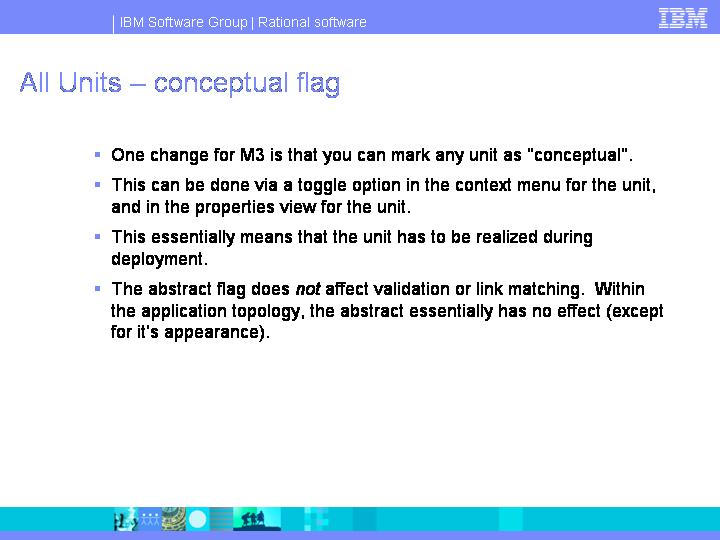 IBM Software Group | Rational software
IBM
All Units – conceptual flag
▪ One change for M3 is that you can mark any unit as "conceptual".
▪ This can be done via a toggle option in the context menu for the unit,
and in the properties view for the unit.
▪ This essentially means that the unit has to be realized during
deployment.
▪ The abstract flag does not affect validation or link matching.  Within
the application topology, the abstract essentially has no effect (except
for it's appearance).